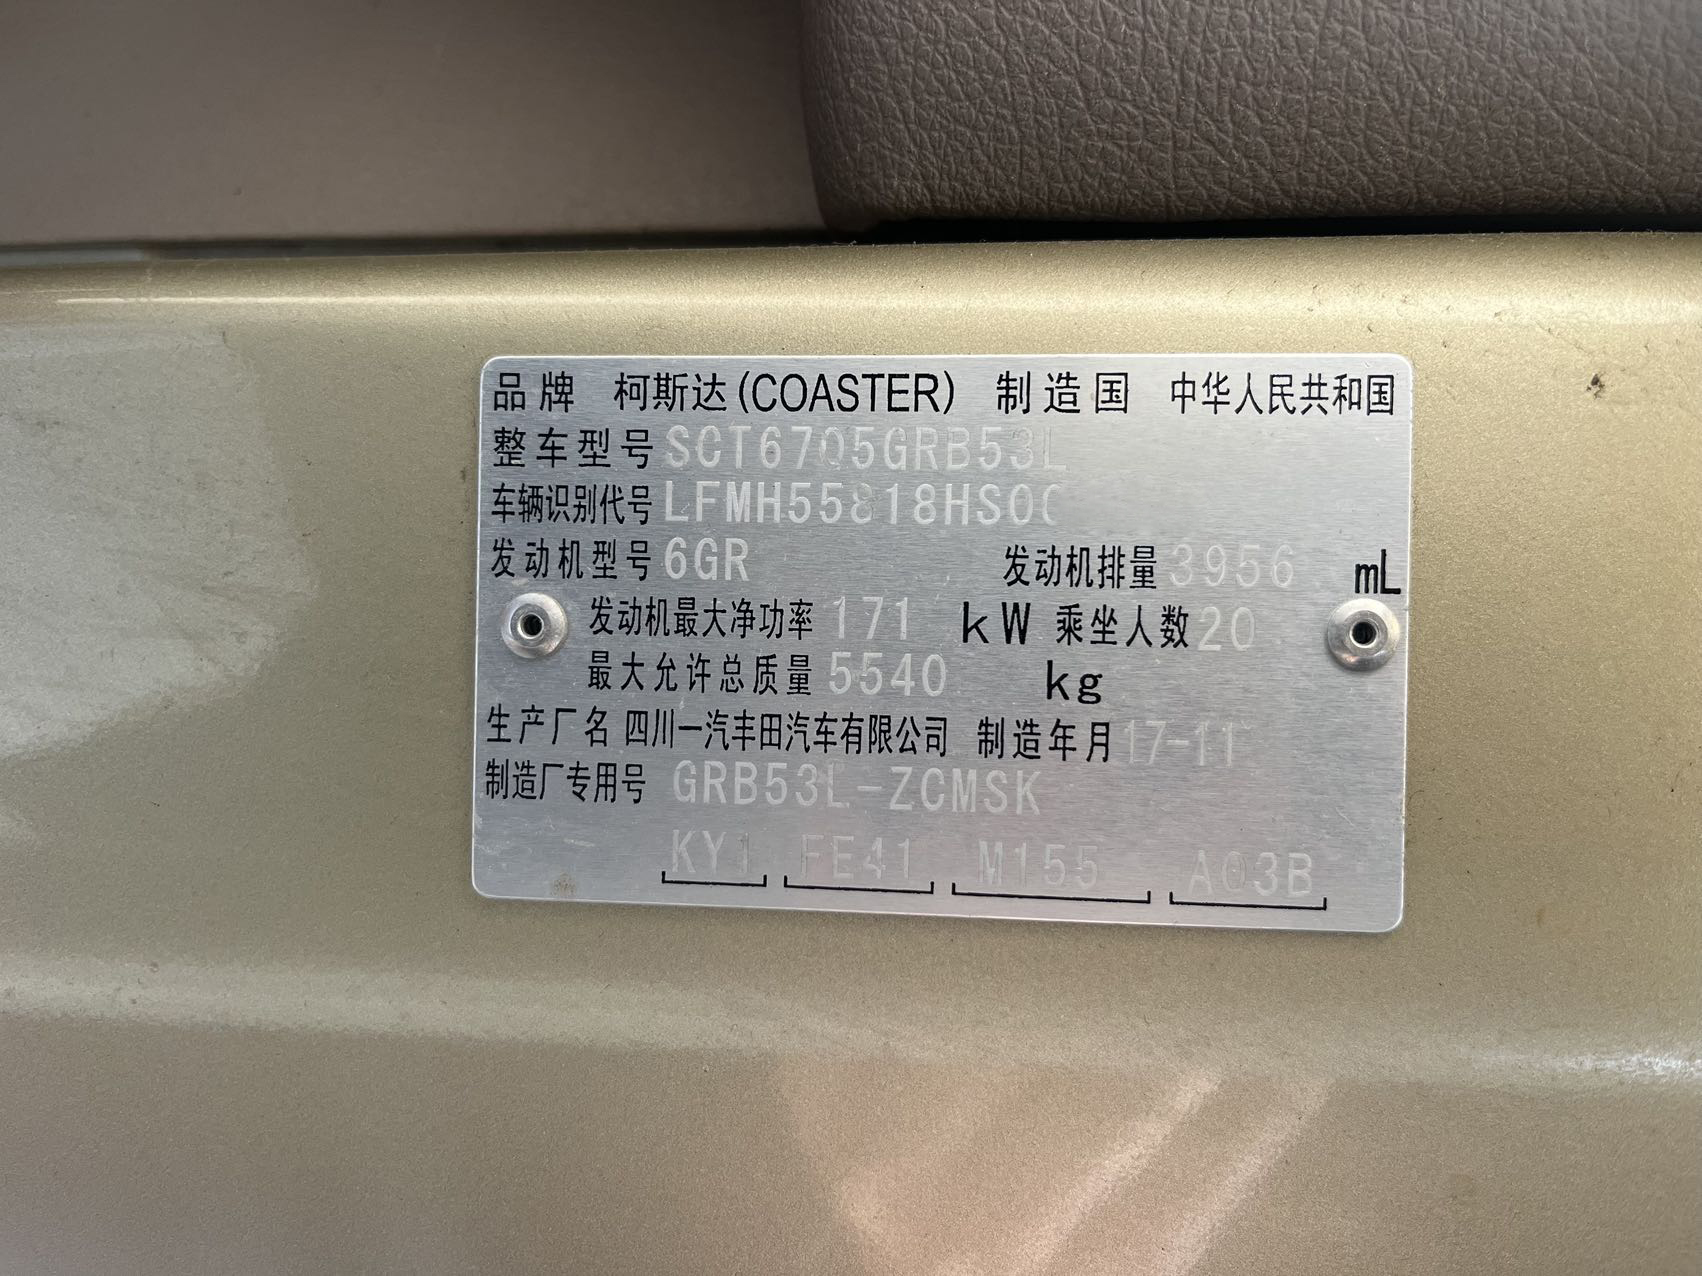 品牌 柯斯达(COASTER) 制造国 中华人民共和国
整车型号 SCT6705GRB53L
车辆识别代号 LFMH55818HS0
发动机型号 6GR 发动机排量 3956 mL
发动机最大净功率 171 kW 乘坐人数 20
最大允许总质量 5540 kg
生产厂名 四川一汽丰田汽车有限公司 制造年月 17-11
制造厂专用号 GRB53L-ZCMSK
KY1 FE41 M155 A03B